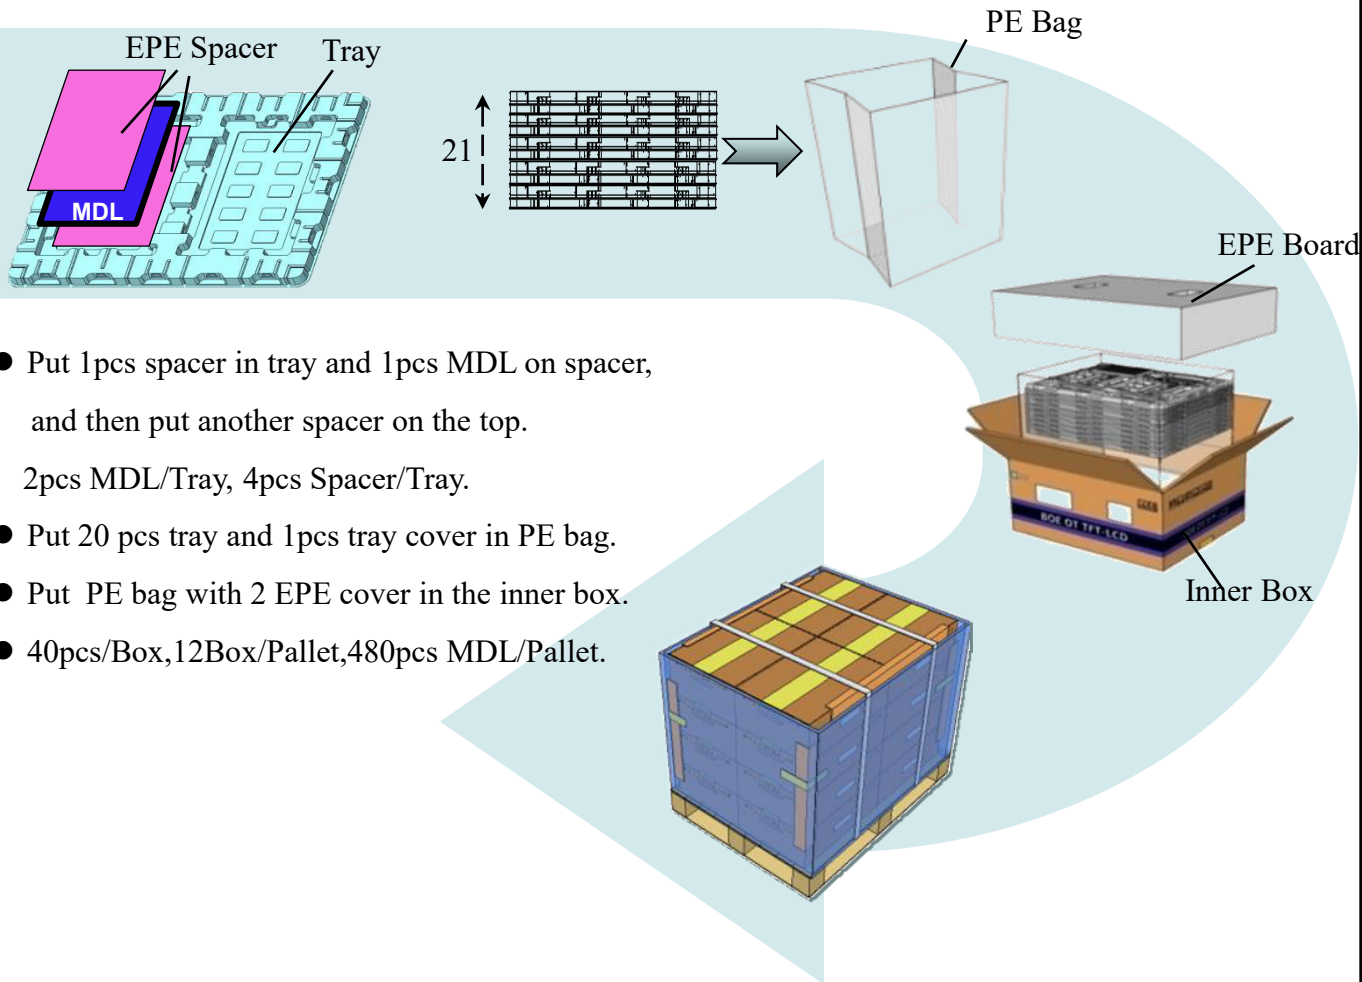 PE Bag
EPE Spacer
Tray
21
MDL
EPE Board
● Put 1pcs spacer in tray and 1pcs MDL on spacer,
and then put another spacer on the top.
2pcs MDL/Tray, 4pcs Spacer/Tray.
● Put 20 pcs tray and 1pcs tray cover in PE bag.
● Put PE bag with 2 EPE cover in the inner box.
● 40pcs/Box,12Box/Pallet,480pcs MDL/Pallet.
BOE OT TFT-LCD
Inner Box